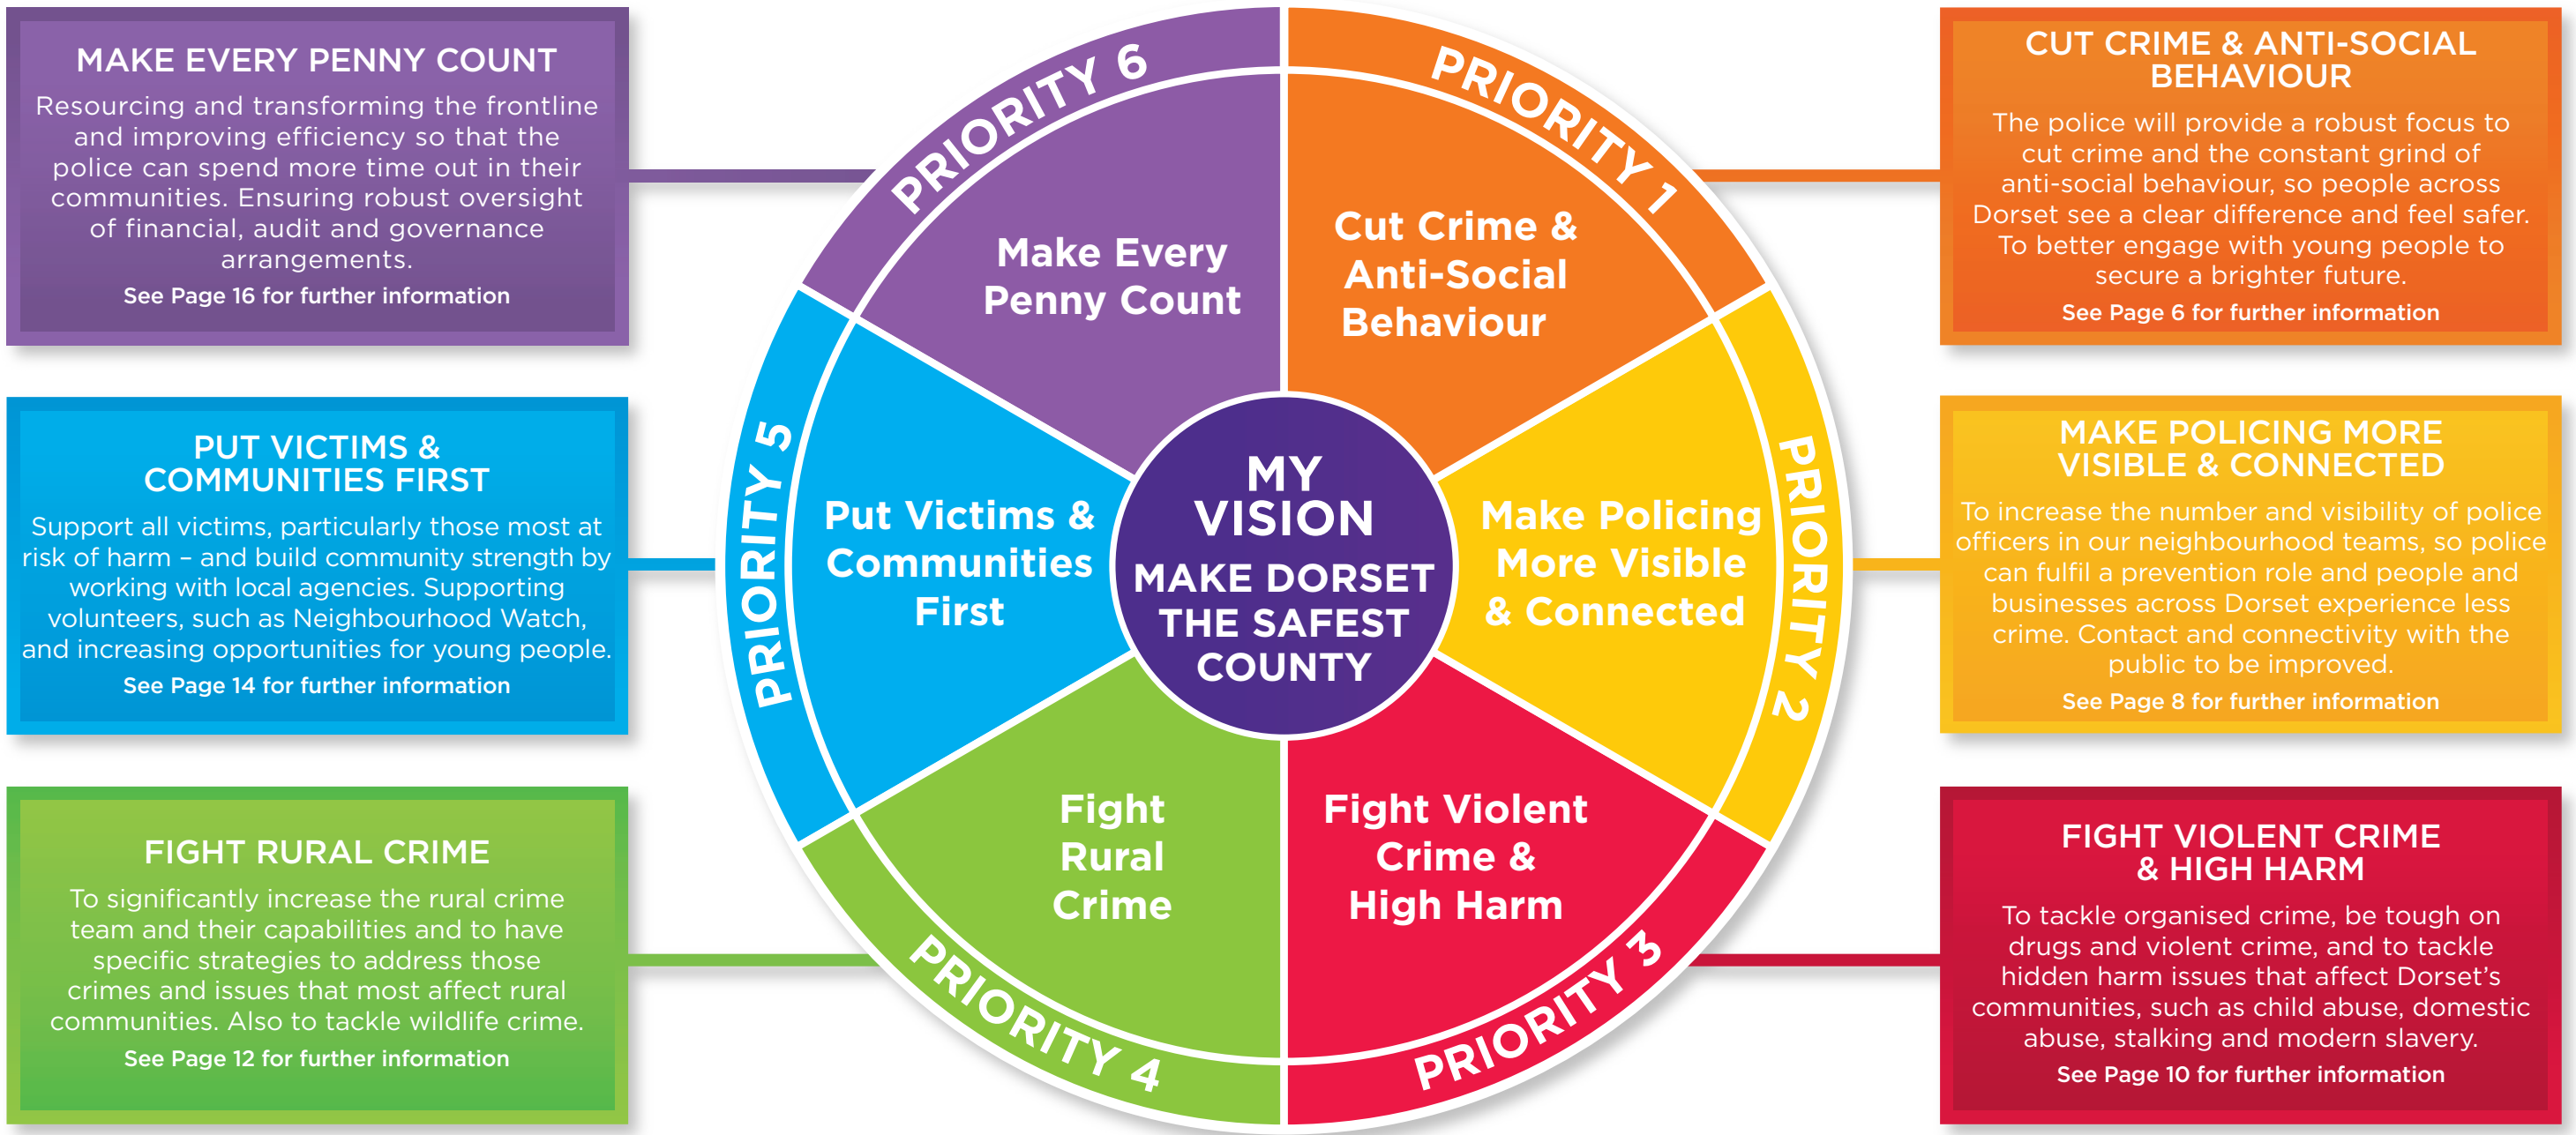 MAKE EVERY PENNY COUNT
Resourcing and transforming the frontline
and improving efficiency so that the
police can spend more time out in their
communities. Ensuring robust oversight
of financial, audit and governance
arrangements.
See Page 16 for further information
PUT VICTIMS &
COMMUNITIES FIRST
Support all victims, particularly those most at
risk of harm – and build community strength by
working with local agencies. Supporting
volunteers, such as Neighbourhood Watch,
and increasing opportunities for young people.
See Page 14 for further information
FIGHT RURAL CRIME
To significantly increase the rural crime
team and their capabilities and to have
specific strategies to address those
crimes and issues that most affect rural
communities. Also to tackle wildlife crime.
See Page 12 for further information
PRIORITY 6
Make Every
Penny Count
PRIORITY 1
Cut Crime &
Anti-Social
Behaviour
PRIORITY 5
Put Victims &
Communities
First
MY
VISION
MAKE DORSET
THE SAFEST
COUNTY
Make Policing
More Visible
& Connected
PRIORITY 2
Fight
Rural
Crime
PRIORITY 4
Fight Violent
Crime &
High Harm
PRIORITY 3
CUT CRIME & ANTI-SOCIAL
BEHAVIOUR
The police will provide a robust focus to
cut crime and the constant grind of
anti-social behaviour, so people across
Dorset see a clear difference and feel safer.
To better engage with young people to
secure a brighter future.
See Page 6 for further information
MAKE POLICING MORE
VISIBLE & CONNECTED
To increase the number and visibility of police
officers in our neighbourhood teams, so police
can fulfil a prevention role and people and
businesses across Dorset experience less
crime. Contact and connectivity with the
public to be improved.
See Page 8 for further information
FIGHT VIOLENT CRIME
& HIGH HARM
To tackle organised crime, be tough on
drugs and violent crime, and to tackle
hidden harm issues that affect Dorset's
communities, such as child abuse, domestic
abuse, stalking and modern slavery.
See Page 10 for further information